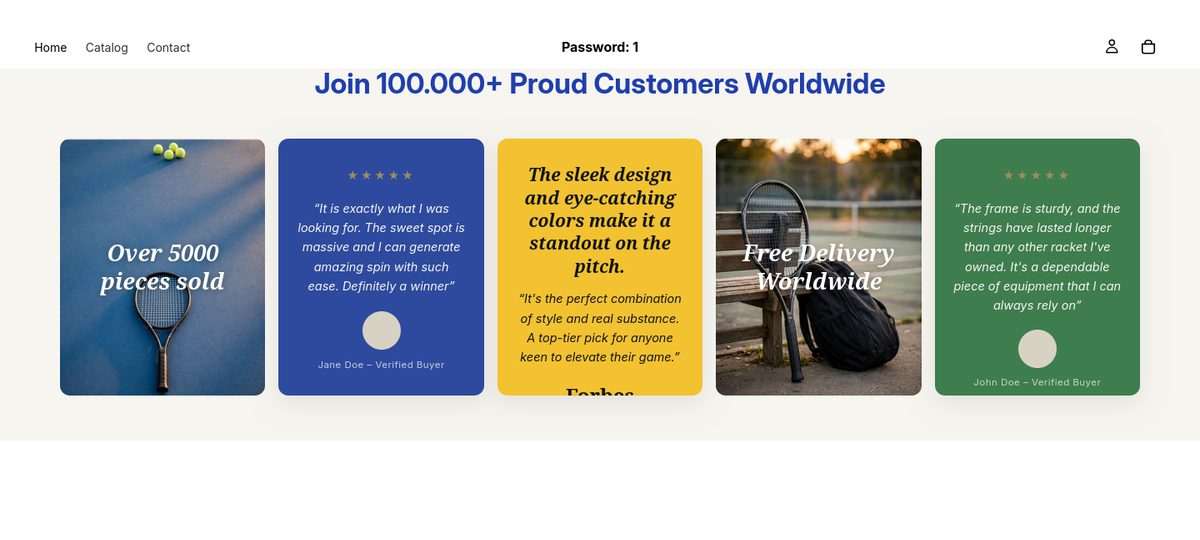 Home Catalog Contact
Password: 1
Join 100.000+ Proud Customers Worldwide
Over 5000
pieces sold
★★★★★
“It is exactly what I was
looking for. The sweet spot is
massive and I can generate
amazing spin with such
ease. Definitely a winner”
Jane Doe – Verified Buyer
The sleek design
and eye-catching
colors make it a
standout on the
pitch.
“It's the perfect combination
of style and real substance.
A top-tier pick for anyone
keen to elevate their game.”
Forbes
Free Delivery
Worldwide
★★★★★
“The frame is sturdy, and the
strings have lasted longer
than any other racket I've
owned. It's a dependable
piece of equipment that I can
always rely on”
John Doe – Verified Buyer